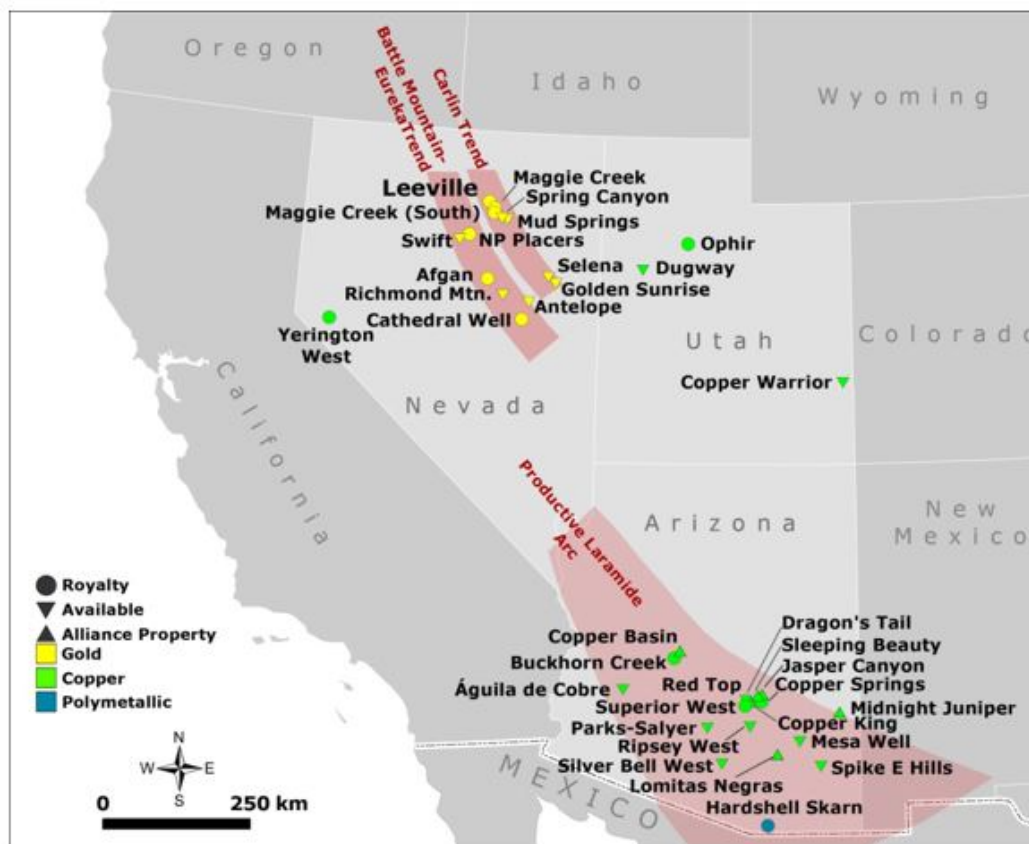 Oregon
Idaho
Wyoming
Battle Mountain-
EurekaTrend
Carlin Trend
Leeville
Maggie Creek
Spring Canyon
Maggie Creek (South)
Mud Springs
Swift
NP Placers
Ophir
Dugway
Selena
Afgan
Golden Sunrise
Richmond Mtn.
Antelope
Cathedral Well
Yerington
West
Utah
Colorado
Copper Warrior
California
Nevada
Productive Laramide
Arc
Arizona
New
Mexico
Royalty
Available
Alliance Property
Gold
Copper
Polymetallic
Dragon's Tail
Sleeping Beauty
Copper Basin
Jasper Canyon
Buckhorn Creek
Red Top
Copper Springs
Águila de Cobre
Superior West
Midnight Juniper
Copper King
Parks-Salyer
Ripsey West
Mesa Well
Silver Bell West
Spike E Hills
Lomitas Negras
Hardshell Skarn
MEXICO
N
W E
S
0 250 km